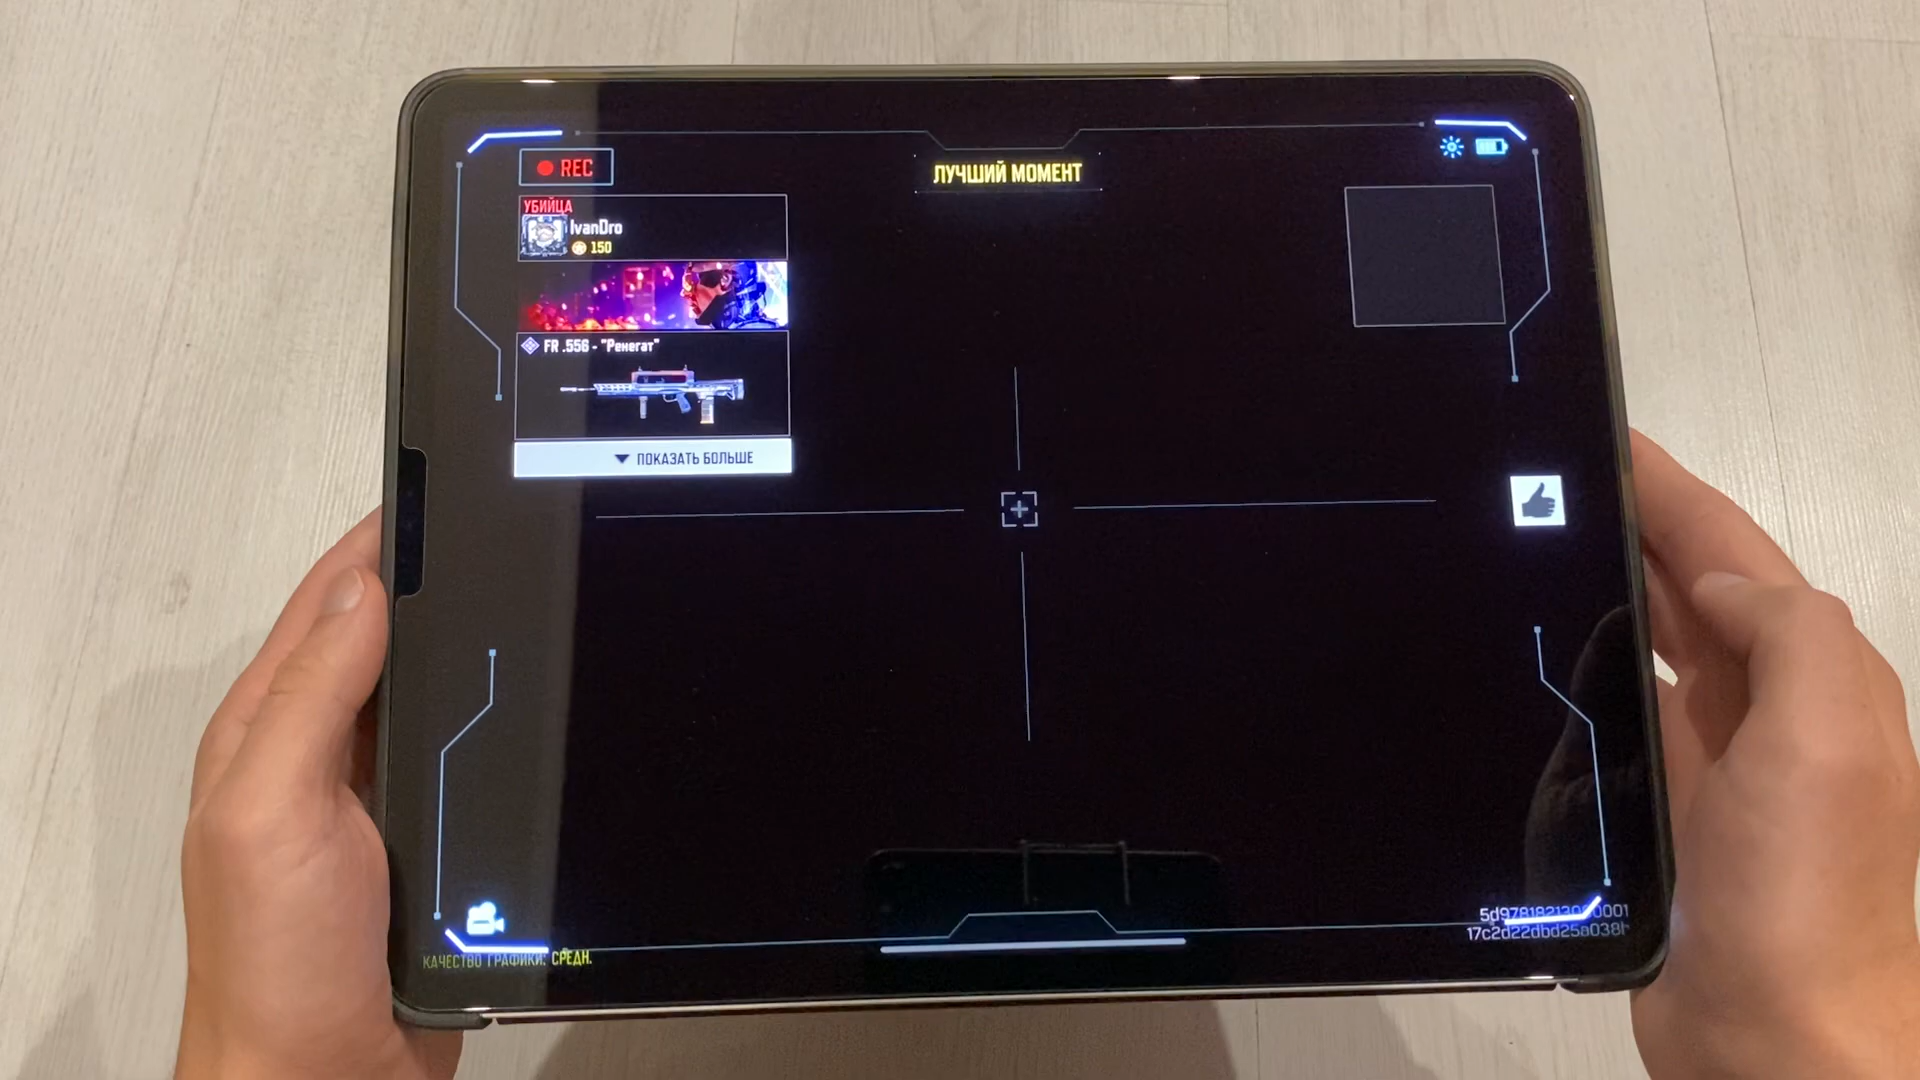 REC
ЛУЧШИЙ МОМЕНТ
УБИЙЦА
IvanDro
150
FR .556 - "Ренегат"
ПОКАЗАТЬ БОЛЬШЕ
КАЧЕСТВО ГРАФИКИ: СРЕДН.